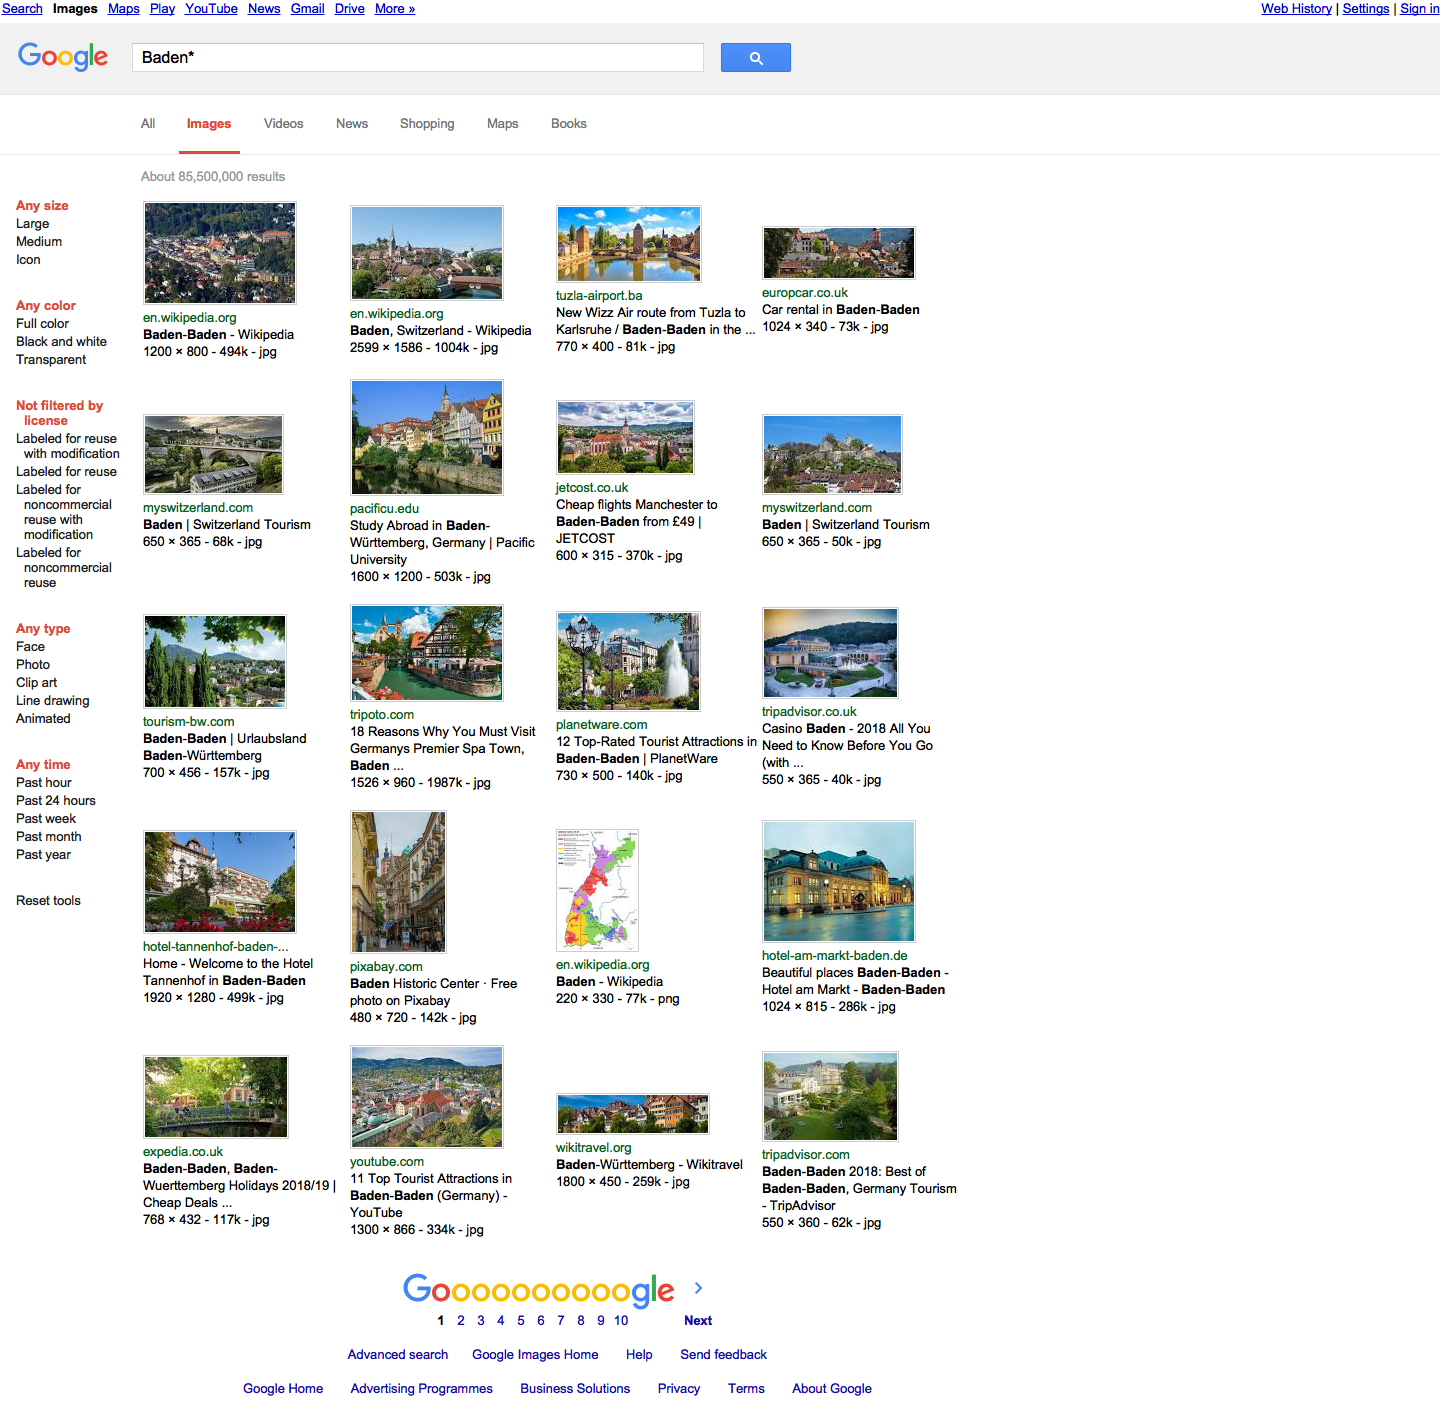 Search Images Maps Play YouTube News Gmail Drive More »
Web History | Settings | Sign in
Google
Baden*
All Images Videos News Shopping Maps Books
About 85,500,000 results
Any size
Large
Medium
Icon
Any color
Full color
Black and white
Transparent
Not filtered by
license
Labeled for reuse
with modification
Labeled for reuse
Labeled for
noncommercial
reuse with
modification
Labeled for
noncommercial
reuse
Any type
Face
Photo
Clip art
Line drawing
Animated
Any time
Past hour
Past 24 hours
Past week
Past month
Past year
Reset tools
en.wikipedia.org
Baden-Baden - Wikipedia
1200 × 800 - 494k - jpg
en.wikipedia.org
Baden, Switzerland - Wikipedia
2599 × 1586 - 1004k - jpg
tuzla-airport.ba
New Wizz Air route from Tuzla to
Karlsruhe / Baden-Baden in the ...
770 × 400 - 81k - jpg
europcar.co.uk
Car rental in Baden-Baden
1024 × 340 - 73k - jpg
myswitzerland.com
Baden | Switzerland Tourism
650 × 365 - 68k - jpg
pacificu.edu
Study Abroad in Baden-
Württemberg, Germany | Pacific
University
1600 × 1200 - 503k - jpg
jetcost.co.uk
Cheap flights Manchester to
Baden-Baden from £49 |
JETCOST
600 × 315 - 370k - jpg
myswitzerland.com
Baden | Switzerland Tourism
650 × 365 - 50k - jpg
tourism-bw.com
Baden-Baden | Urlaubsland
Baden-Württemberg
700 × 456 - 157k - jpg
tripoto.com
18 Reasons Why You Must Visit
Germanys Premier Spa Town,
Baden ...
1526 × 960 - 1987k - jpg
planetware.com
12 Top-Rated Tourist Attractions in
Baden-Baden | PlanetWare
730 × 500 - 140k - jpg
tripadvisor.co.uk
Casino Baden - 2018 All You
Need to Know Before You Go
(with ...
550 × 365 - 40k - jpg
hotel-tannenhof-baden-...
Home - Welcome to the Hotel
Tannenhof in Baden-Baden
1920 × 1280 - 499k - jpg
pixabay.com
Baden Historic Center · Free
photo on Pixabay
480 × 720 - 142k - jpg
en.wikipedia.org
Baden - Wikipedia
220 × 330 - 77k - png
hotel-am-markt-baden.de
Beautiful places Baden-Baden -
Hotel am Markt - Baden-Baden
1024 × 815 - 286k - jpg
expedia.co.uk
Baden-Baden, Baden-
Wuerttemberg Holidays 2018/19 |
Cheap Deals ...
768 × 432 - 117k - jpg
youtube.com
11 Top Tourist Attractions in
Baden-Baden (Germany) -
YouTube
1300 × 866 - 334k - jpg
wikitravel.org
Baden-Württemberg - Wikitravel
1800 × 450 - 259k - jpg
tripadvisor.com
Baden-Baden 2018: Best of
Baden-Baden, Germany Tourism
- TripAdvisor
550 × 360 - 62k - jpg
Goooooooooogle >
1 2 3 4 5 6 7 8 9 10 Next
Advanced search Google Images Home Help Send feedback
Google Home Advertising Programmes Business Solutions Privacy Terms About Google